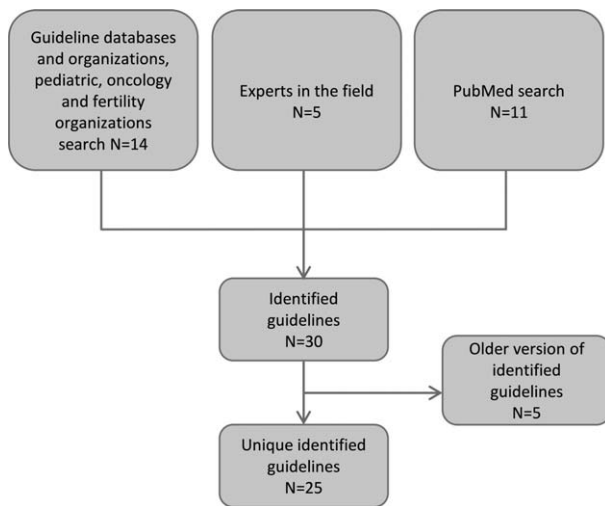 Guideline databases
and organizations,
pediatric, oncology
and fertility
organizations
search N=14
Experts in the field
N=5
PubMed search
N=11
Identified
guidelines
N=30
Older version of
identified
guidelines
N=5
Unique identified
guidelines
N=25